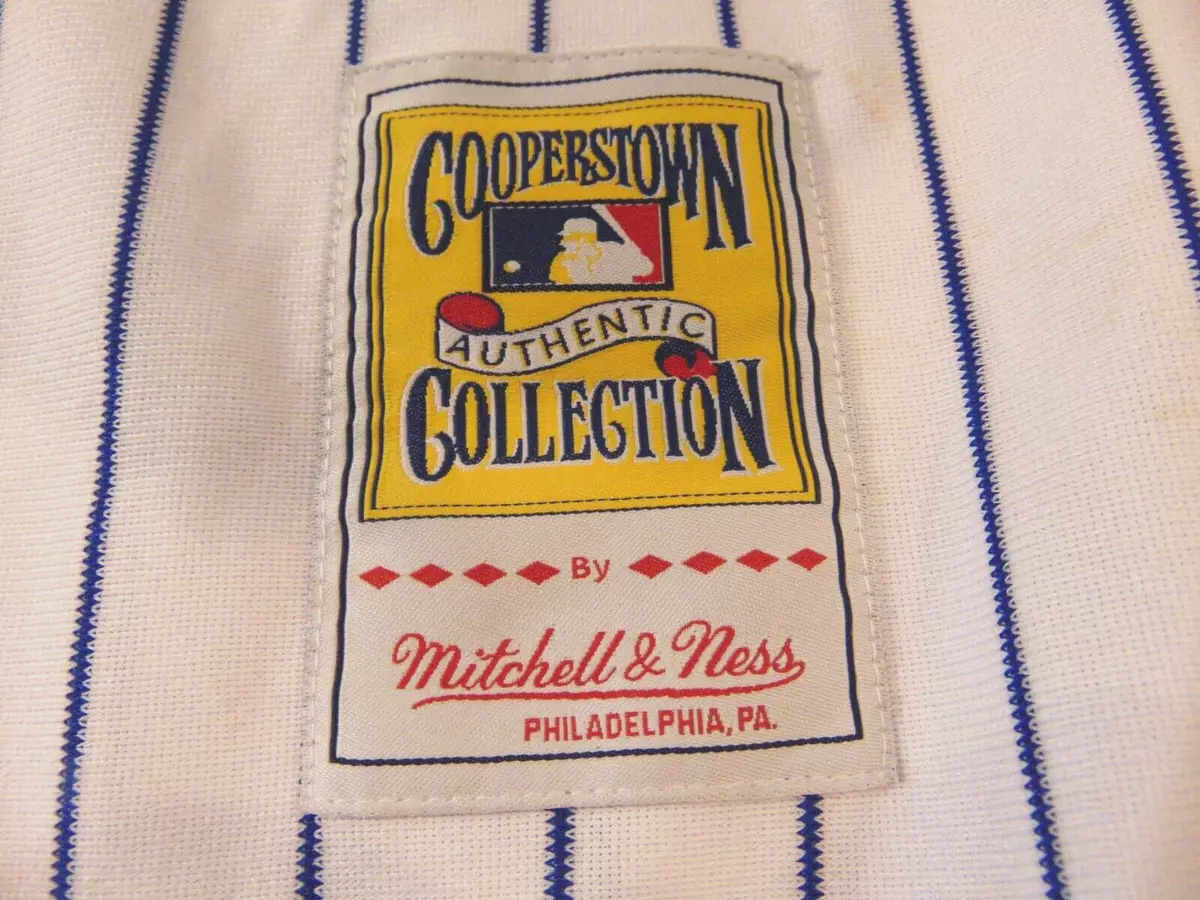 COOPERSTOWN
AUTHENTIC
COLLECTION
By
Mitchell & Ness
PHILADELPHIA, PA.